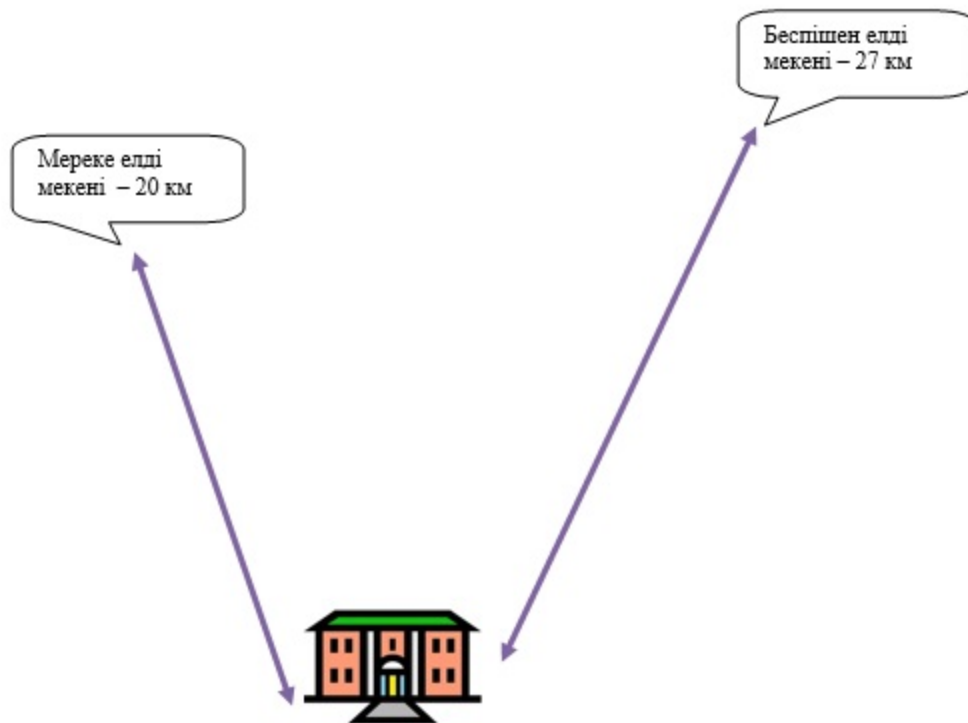 Мереке елді
мекені – 20 км
Беспішен елді
мекені – 27 км